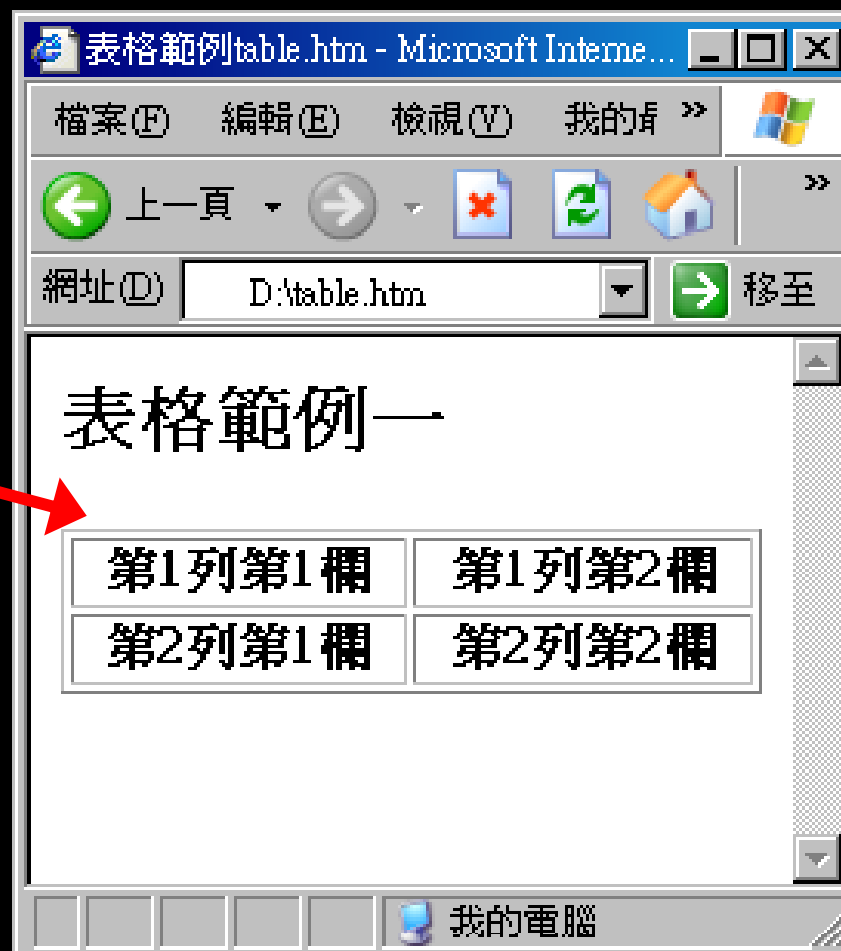 表格範例table.htm - Microsoft Interne...
檔案(F) 編輯(E) 檢視(V) 我的 »
上一頁 »
網址(D) D:\table.htm 移至
表格範例一
第1列第1欄 第1列第2欄
第2列第1欄 第2列第2欄
我的電腦